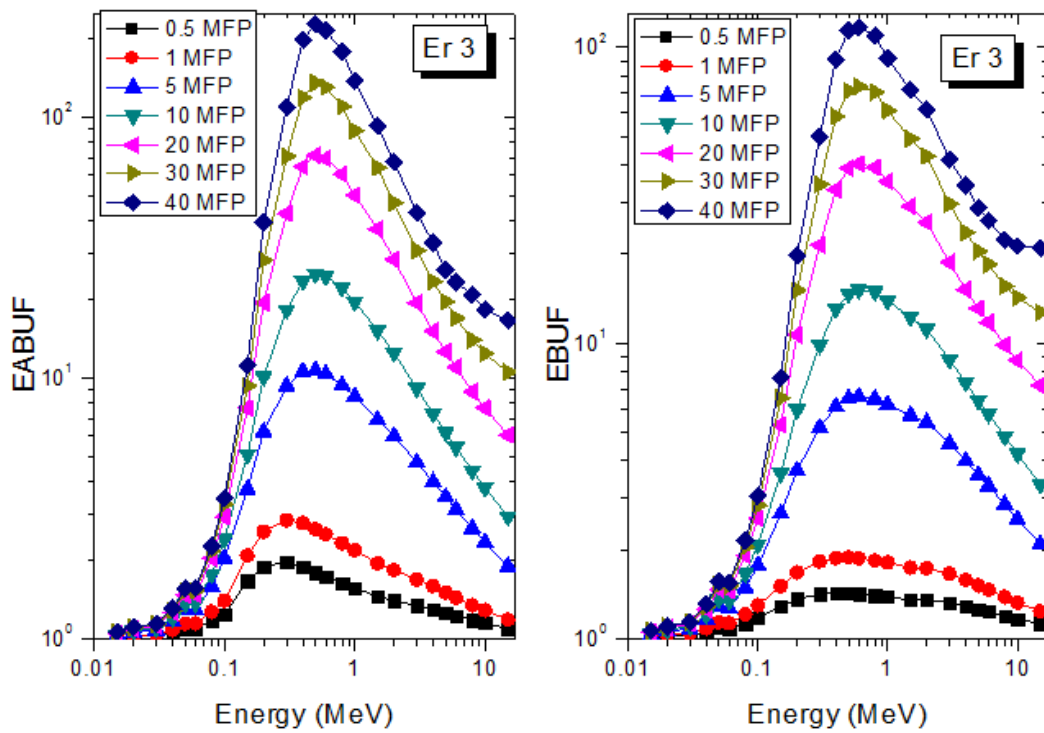 0.5 MFP
1 MFP
5 MFP
10 MFP
20 MFP
30 MFP
40 MFP
Er 3
10²
10¹
10⁰
EABUF
0.01 0.1 1 10
Energy (MeV)
0.5 MFP
1 MFP
5 MFP
10 MFP
20 MFP
30 MFP
40 MFP
Er 3
10²
10¹
10⁰
EBUF
0.01 0.1 1 10
Energy (MeV)